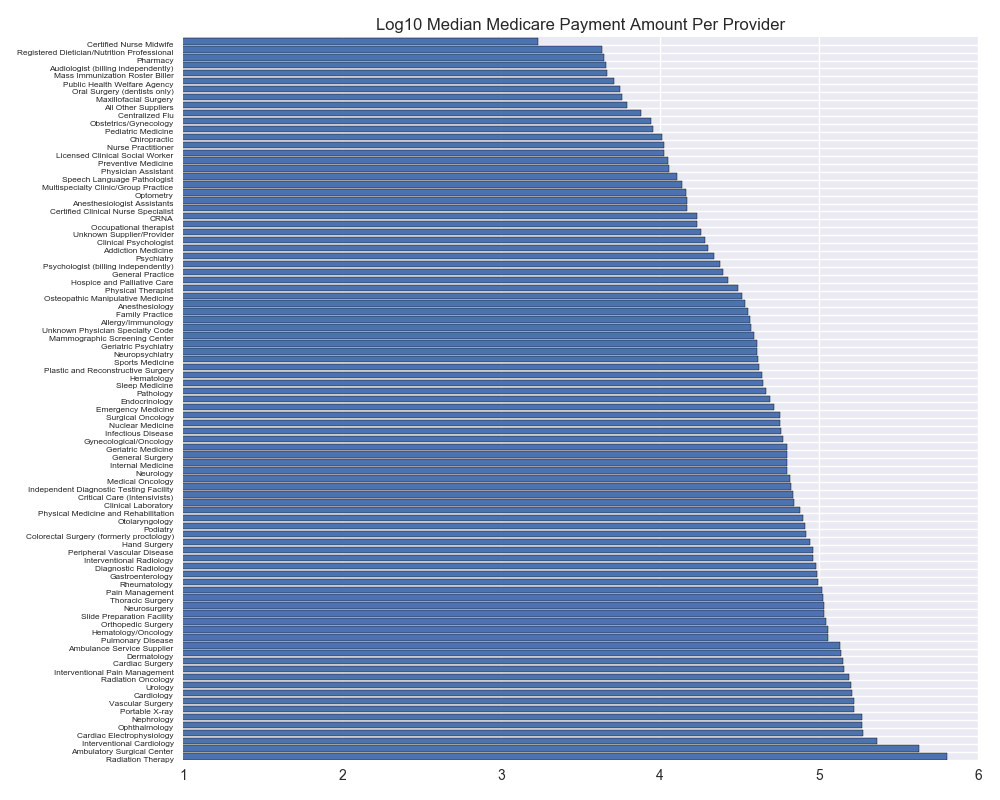 Log10 Median Medicare Payment Amount Per Provider
Certified Nurse Midwife
Registered Dietician/Nutrition Professional
Pharmacy
Audiologist (billing independently)
Mass Immunization Roster Biller
Public Health Welfare Agency
Oral Surgery (dentists only)
Maxillofacial Surgery
All Other Suppliers
Centralized Flu
Obstetrics/Gynecology
Pediatric Medicine
Chiropractic
Nurse Practitioner
Licensed Clinical Social Worker
Preventive Medicine
Physician Assistant
Speech Language Pathologist
Multispecialty Clinic/Group Practice
Optometry
Anesthesiologist Assistants
Certified Clinical Nurse Specialist
CRNA
Occupational therapist
Unknown Supplier/Provider
Clinical Psychologist
Addiction Medicine
Psychiatry
Psychologist (billing independently)
General Practice
Hospice and Palliative Care
Physical Therapist
Osteopathic Manipulative Medicine
Anesthesiology
Family Practice
Allergy/Immunology
Unknown Physician Specialty Code
Mammographic Screening Center
Geriatric Psychiatry
Neuropsychiatry
Sports Medicine
Plastic and Reconstructive Surgery
Hematology
Sleep Medicine
Pathology
Endocrinology
Emergency Medicine
Surgical Oncology
Nuclear Medicine
Infectious Disease
Gynecological/Oncology
Geriatric Medicine
General Surgery
Internal Medicine
Neurology
Medical Oncology
Independent Diagnostic Testing Facility
Critical Care (Intensivists)
Clinical Laboratory
Physical Medicine and Rehabilitation
Otolaryngology
Podiatry
Colorectal Surgery (formerly proctology)
Hand Surgery
Peripheral Vascular Disease
Interventional Radiology
Diagnostic Radiology
Gastroenterology
Rheumatology
Pain Management
Thoracic Surgery
Neurosurgery
Slide Preparation Facility
Orthopedic Surgery
Hematology/Oncology
Pulmonary Disease
Ambulance Service Supplier
Dermatology
Cardiac Surgery
Interventional Pain Management
Radiation Oncology
Urology
Cardiology
Vascular Surgery
Portable X-ray
Nephrology
Ophthalmology
Cardiac Electrophysiology
Interventional Cardiology
Ambulatory Surgical Center
Radiation Therapy
1 2 3 4 5 6